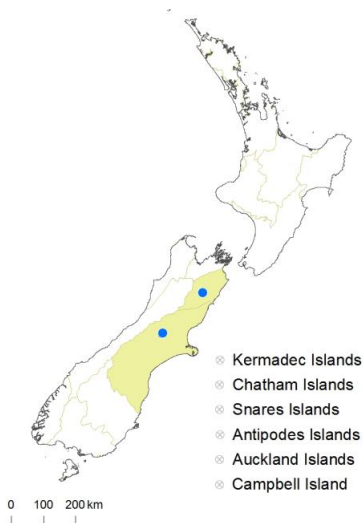 Kermadec Islands
Chatham Islands
Snares Islands
Antipodes Islands
Auckland Islands
Campbell Island
0 100 200 km